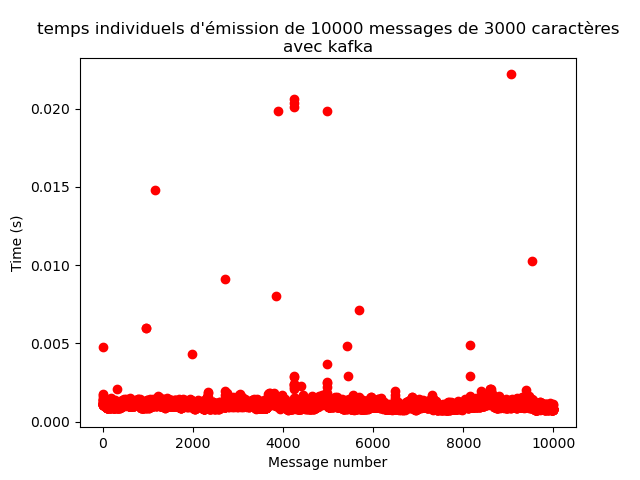 temps individuels d'émission de 10000 messages de 3000 caractères
avec kafka
0.020
0.015
0.010
0.005
0.000
Time (s)
0 2000 4000 6000 8000 10000
Message number